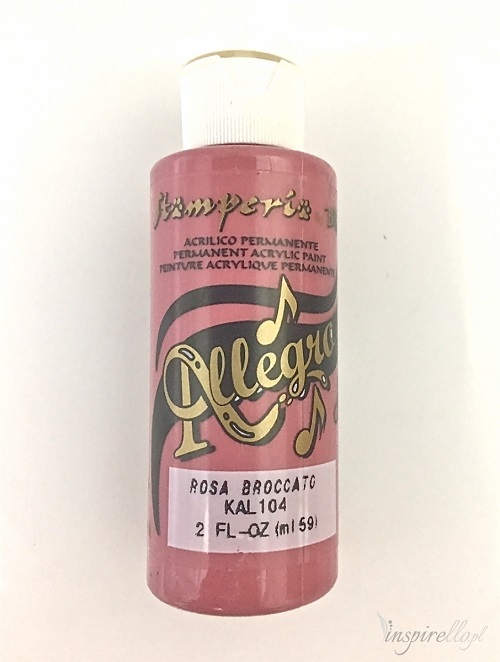 Stamperia
ACRILICO PERMANENTE
PERMANENT ACRYLIC PAINT
PEINTURE ACRYLIQUE PERMANENTE
Allegro
ROSA BROCCATO
KAL104
2 FL-OZ (ml 59)
inspirello.pl